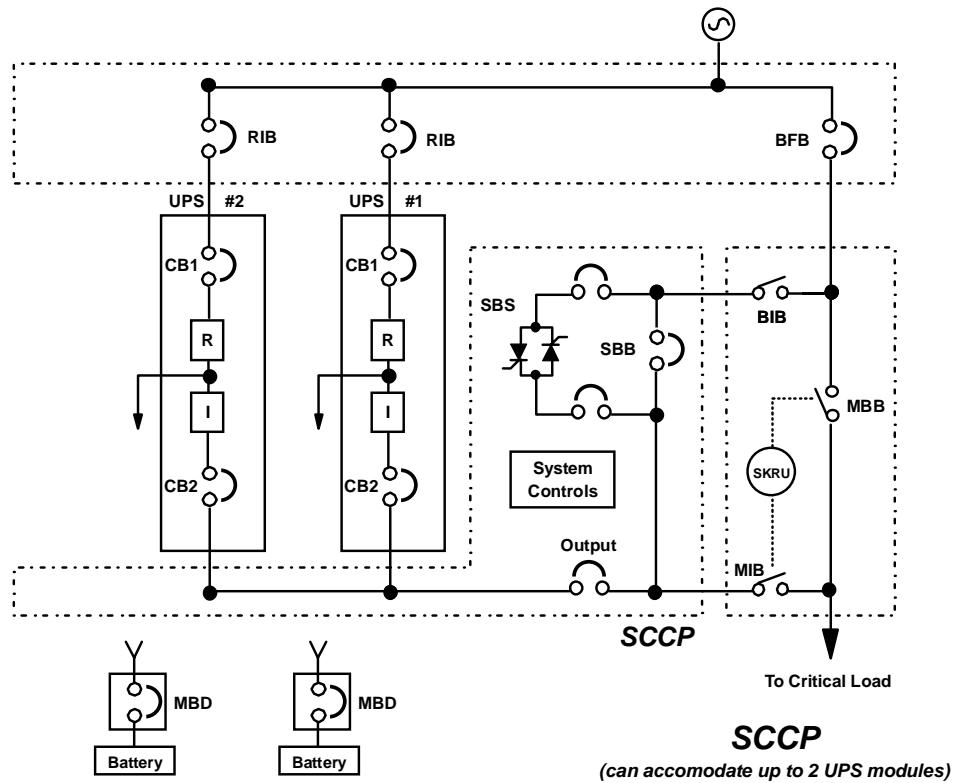 RIB
RIB
BFB
UPS #2
UPS #1
CB1
CB1
SBS
BIB
R
R
SBB
I
I
MBB
System
Controls
SKRU
CB2
CB2
Output
MIB
SCCP
To Critical Load
MBD
MBD
Battery
Battery
SCCP
(can accomodate up to 2 UPS modules)